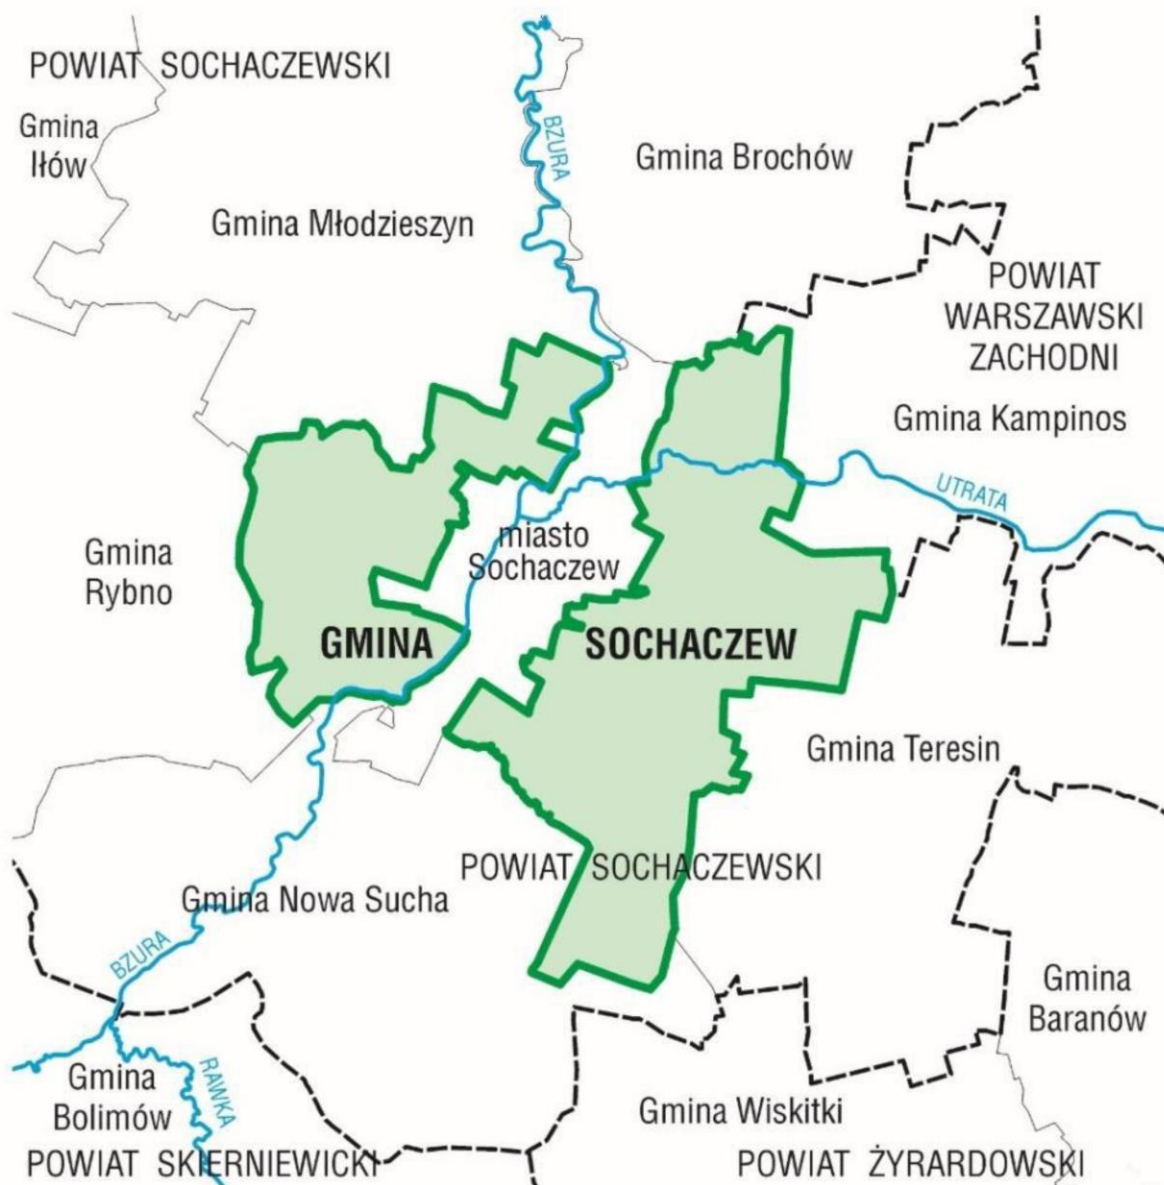 POWIAT SOCHACZEWSKI
Gmina
Iłów
BZURA
Gmina Brochów
Gmina Młodzieszyn
POWIAT
WARSZAWSKI
ZACHODNI
Gmina Kampinos
UTRATA
Gmina
Rybno
miasto
Sochaczew
GMINA SOCHACZEW
Gmina Teresin
POWIAT SOCHACZEWSKI
Gmina Nowa Sucha
BZURA
Gmina
Baranów
RAWKA
Gmina
Bolimów
Gmina Wiskitki
POWIAT SKIERNIEWICKI
POWIAT ŻYRARDOWSKI